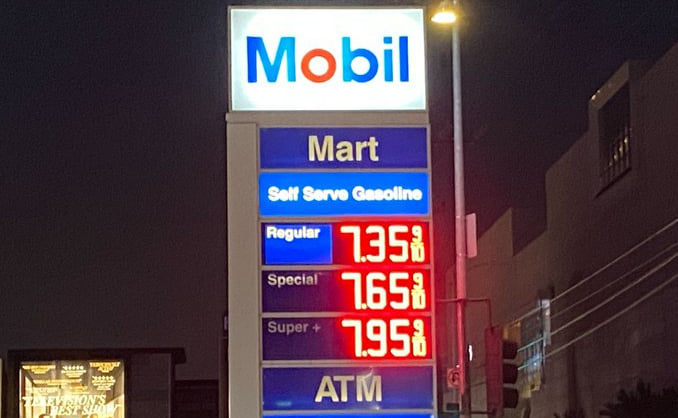 Mobil
Mart
Self Serve Gasoline
Regular 7.35 9/10
Special 7.65 9/10
Super + 7.95 9/10
ATM
TELEVISION'S
BEST SHOW